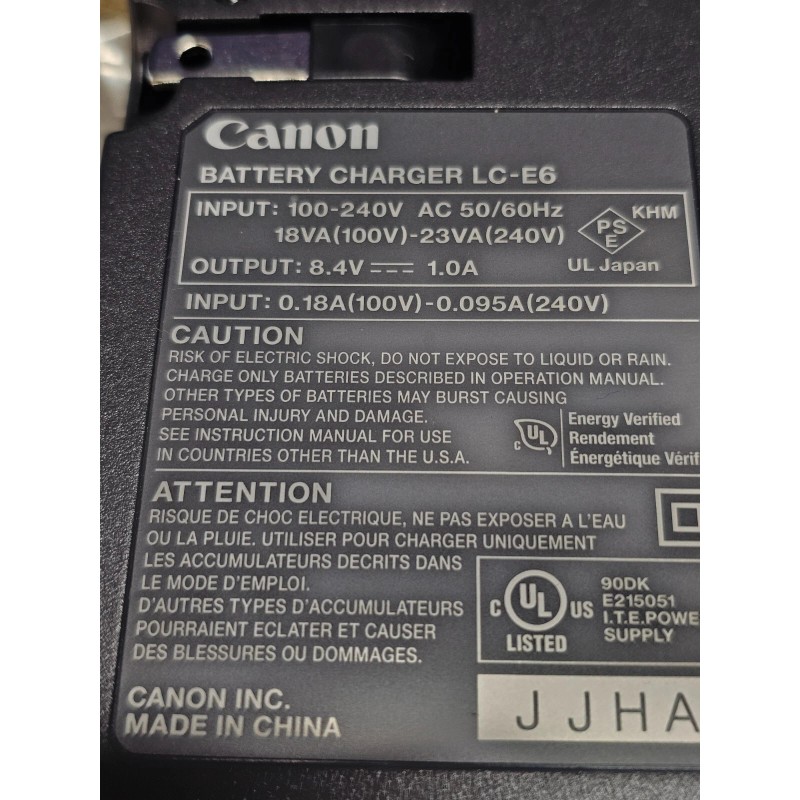 Canon
BATTERY CHARGER LC-E6
INPUT: 100-240V AC 50/60Hz
18VA(100V)-23VA(240V)
OUTPUT: 8.4V 1.0A
PS
E
KHM
UL Japan
INPUT: 0.18A(100V)-0.095A(240V)
CAUTION
RISK OF ELECTRIC SHOCK, DO NOT EXPOSE TO LIQUID OR RAIN.
CHARGE ONLY BATTERIES DESCRIBED IN OPERATION MANUAL.
OTHER TYPES OF BATTERIES MAY BURST CAUSING
PERSONAL INJURY AND DAMAGE.
SEE INSTRUCTION MANUAL FOR USE
IN COUNTRIES OTHER THAN THE U.S.A.
C UL
Energy Verified
Rendement
Énergétique Vérif
ATTENTION
RISQUE DE CHOC ELECTRIQUE, NE PAS EXPOSER A L'EAU
OU LA PLUIE. UTILISER POUR CHARGER UNIQUEMENT
LES ACCUMULATEURS DECRITS DANS
LE MODE D'EMPLOI.
D'AUTRES TYPES D'ACCUMULATEURS
POURRAIENT ECLATER ET CAUSER
DES BLESSURES OU DOMMAGES.
C UL US
LISTED
90DK
E215051
I.T.E.POWE
SUPPLY
CANON INC.
MADE IN CHINA
JJHA